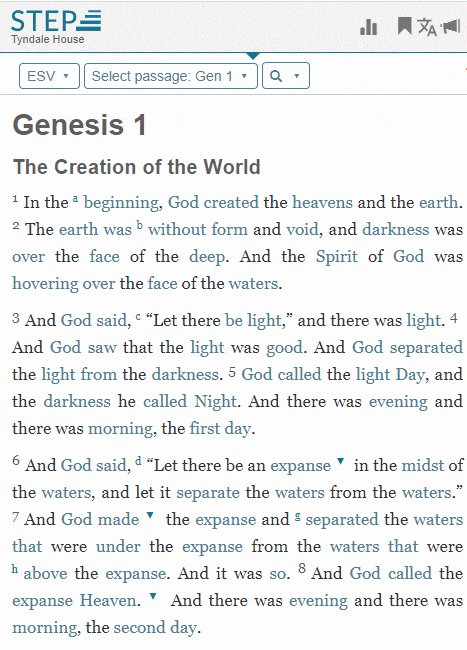 STEP
Tyndale House
ESV ▼ Select passage: Gen 1 ▼ ▼
Genesis 1
The Creation of the World
1 In the a beginning, God created the heavens and the earth.
2 The earth was b without form and void, and darkness was
over the face of the deep. And the Spirit of God was
hovering over the face of the waters.
3 And God said, c “Let there be light,” and there was light. 4
And God saw that the light was good. And God separated
the light from the darkness. 5 God called the light Day, and
the darkness he called Night. And there was evening and
there was morning, the first day.
6 And God said, d “Let there be an expanse ▼ in the midst of
the waters, and let it separate the waters from the waters.”
7 And God made ▼ the expanse and g separated the waters
that were under the expanse from the waters that were
h above the expanse. And it was so. 8 And God called the
expanse Heaven. ▼ And there was evening and there was
morning, the second day.